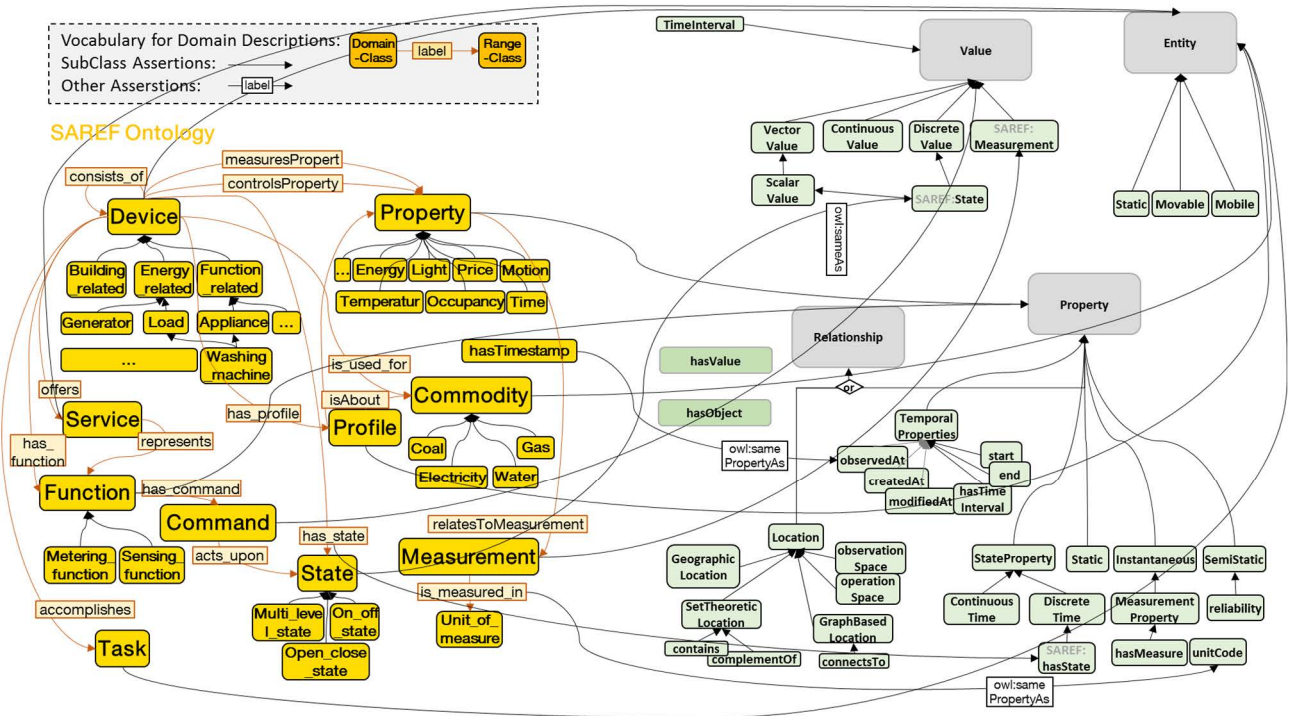 Vocabulary for Domain Descriptions:
Domain
-Class
label
Range
-Class
SubClass Assertions:
Other Asserstions:
label
SAREF Ontology
consists_of
measuresPropert
controlsProperty
Device
Property
Building
_related
Energy
_related
Function
_related
Generator
Load
Appliance
...
...
Washing
_machine
...
Energy
Light
Price
Motion
Temperatur
Occupancy
Time
hasTimestamp
is_used_for
isAbout
Commodity
offers
Service
has_profile
Profile
represents
has_
function
Coal
Gas
Electricity
Water
Function
has_command
Command
Metering_
function
Sensing_
function
acts_upon
has_state
relatesToMeasurement
State
Measurement
is_measured_in
Multi_leve
l_state
On_off
_state
Open_close
_state
Unit_of_
measure
accomplishes
Task
TimeInterval
Value
Entity
Vector
Value
Continuous
Value
Discrete
Value
SAREF:
Measurement
Scalar
Value
SAREF:State
owl:sameAs
Static
Movable
Mobile
Property
Relationship
hasValue
hasObject
or
owl:same
PropertyAs
Temporal
Properties
observedAt
createdAt
modifiedAt
start
end
hasTime
Interval
Location
Geographic
Location
observation
Space
operation
Space
SetTheoretic
Location
GraphBased
Location
contains
complementOf
connectsTo
StateProperty
Static
Instantaneous
SemiStatic
Continuous
Time
Discrete
Time
Measurement
Property
reliability
SAREF:
hasState
hasMeasure
unitCode
owl:same
PropertyAs